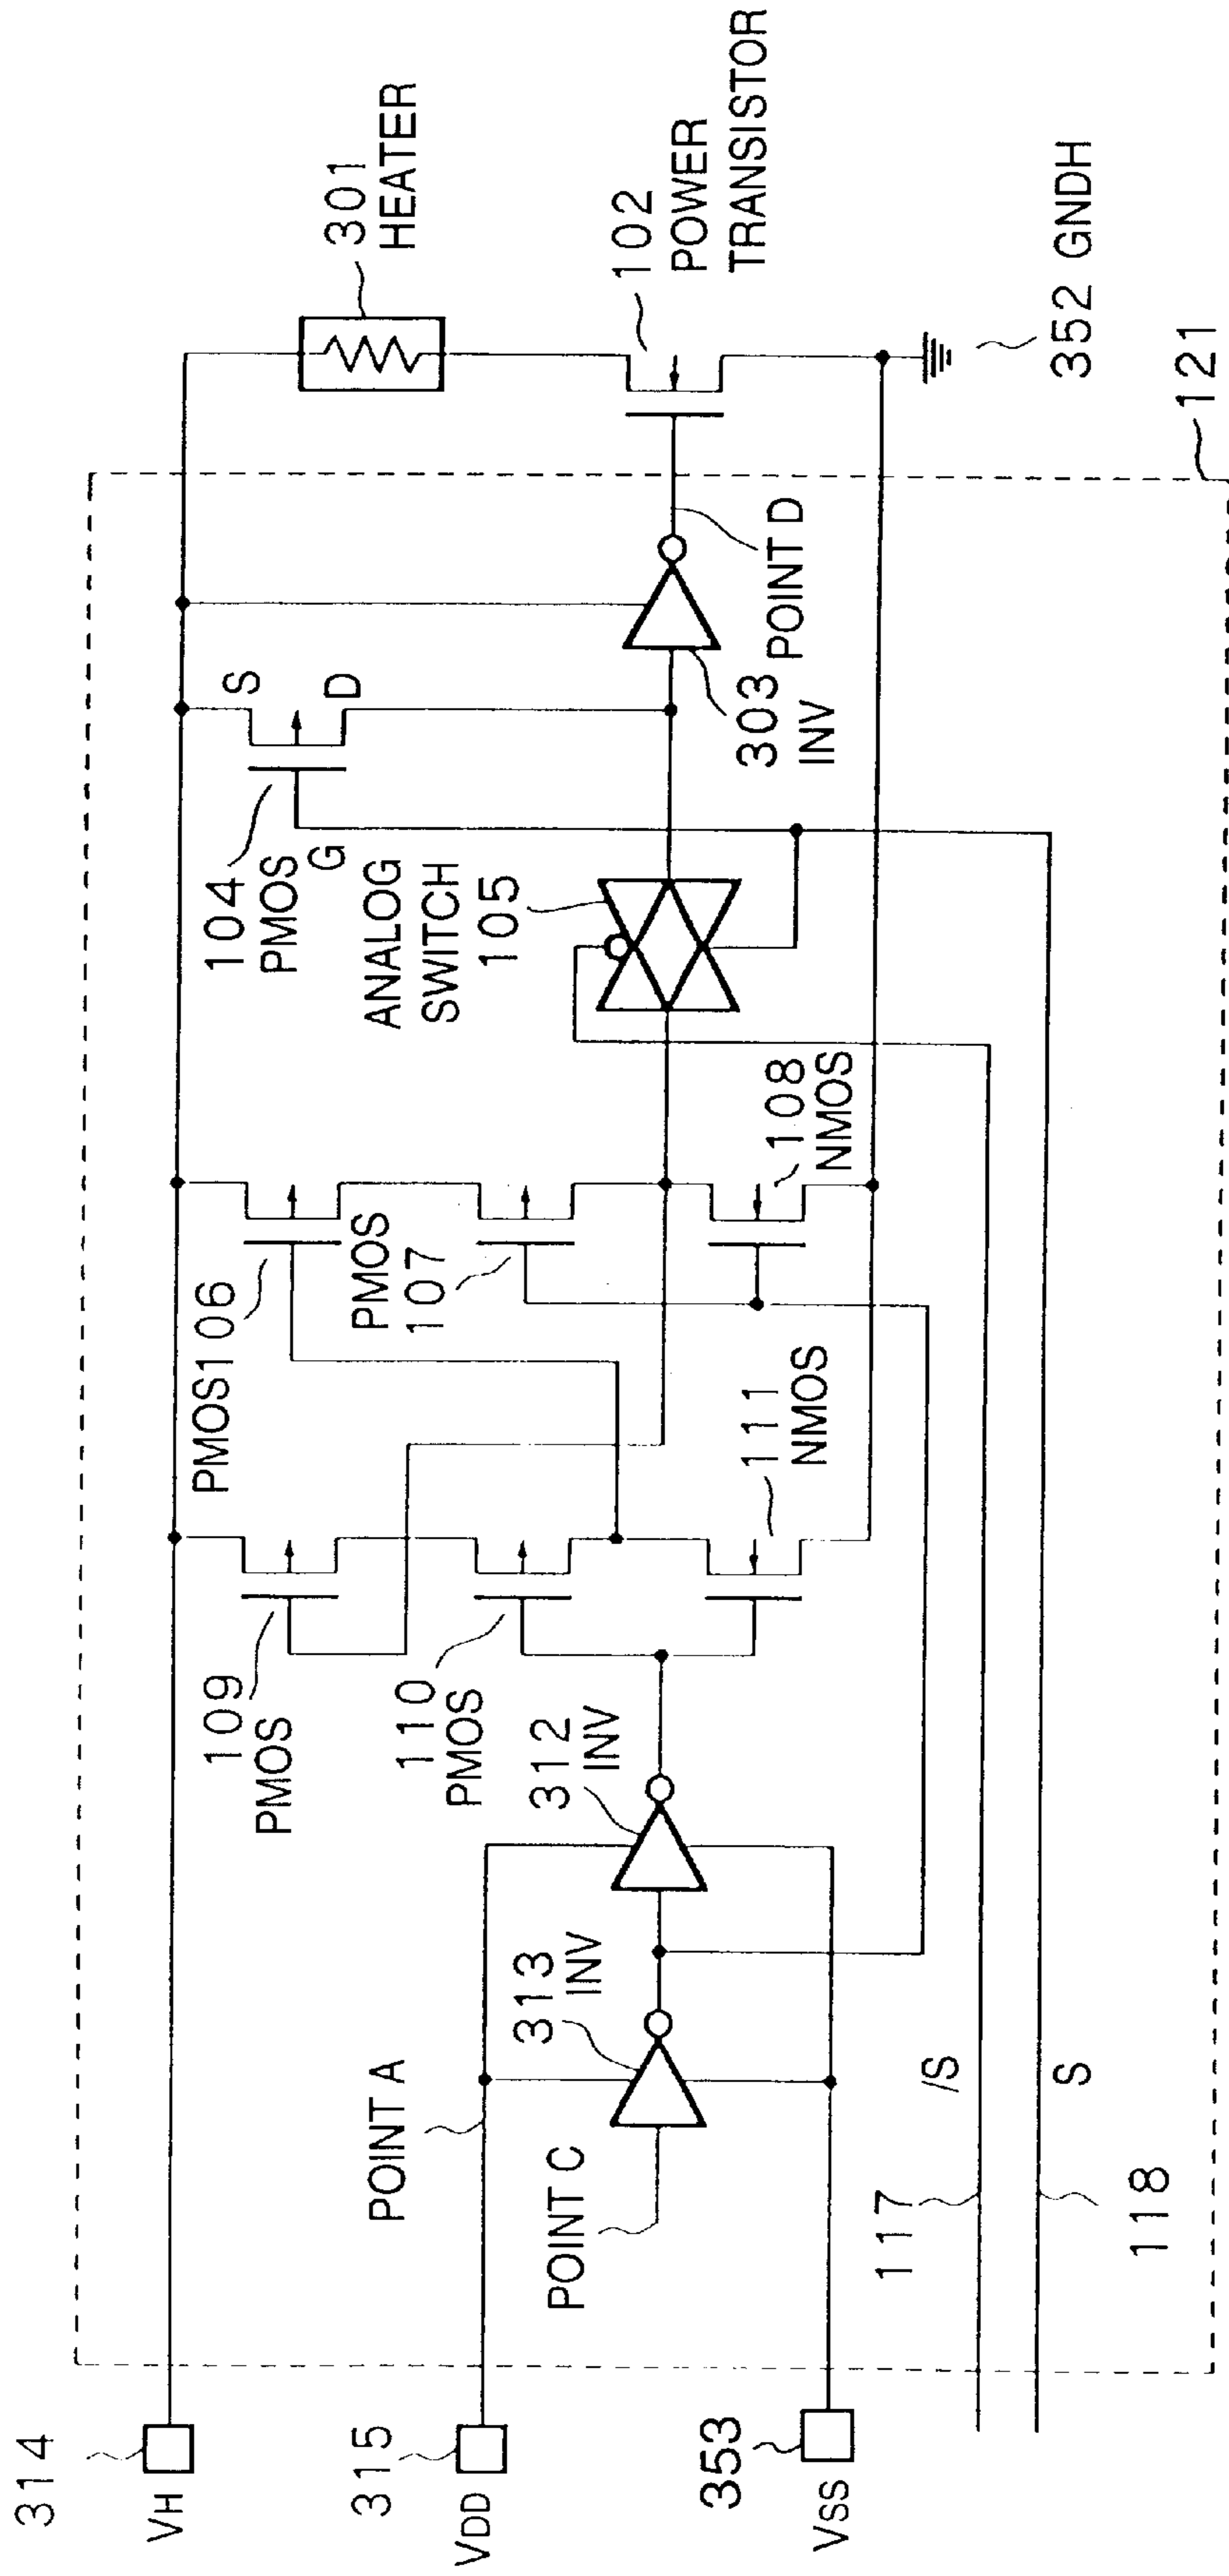 314
VH
315
VDD
353
VSS
POINT A
POINT C
313
INV
312
INV
109
PMOS
110
PMOS
111
NMOS
PMOS106
PMOS
107
108
NMOS
104
PMOS
G
S
D
ANALOG
SWITCH
105
303
INV
POINT D
301
HEATER
102
POWER
TRANSISTOR
352 GNDH
121
117
/S
118
S